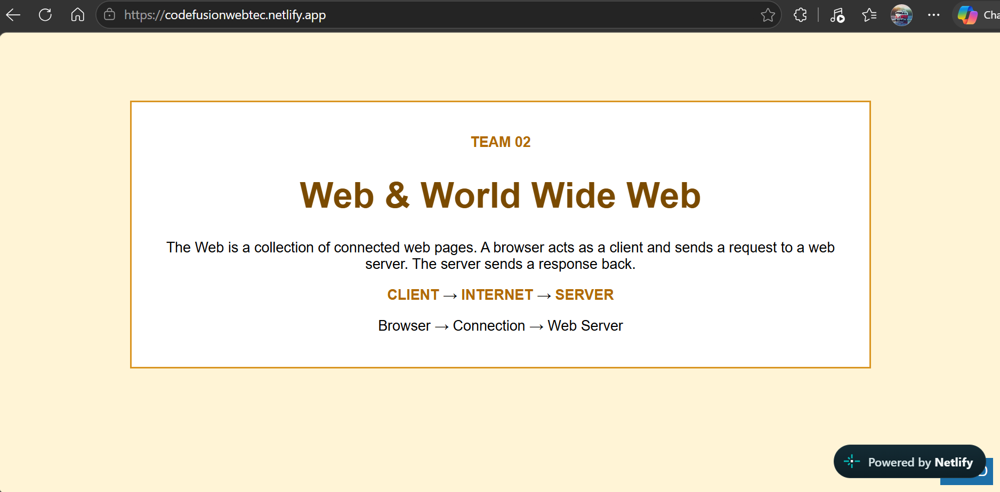 https://codefusionwebtec.netlify.app
TEAM 02
Web & World Wide Web
The Web is a collection of connected web pages. A browser acts as a client and sends a request to a web
server. The server sends a response back.
CLIENT → INTERNET → SERVER
Browser → Connection → Web Server
Powered by Netlify